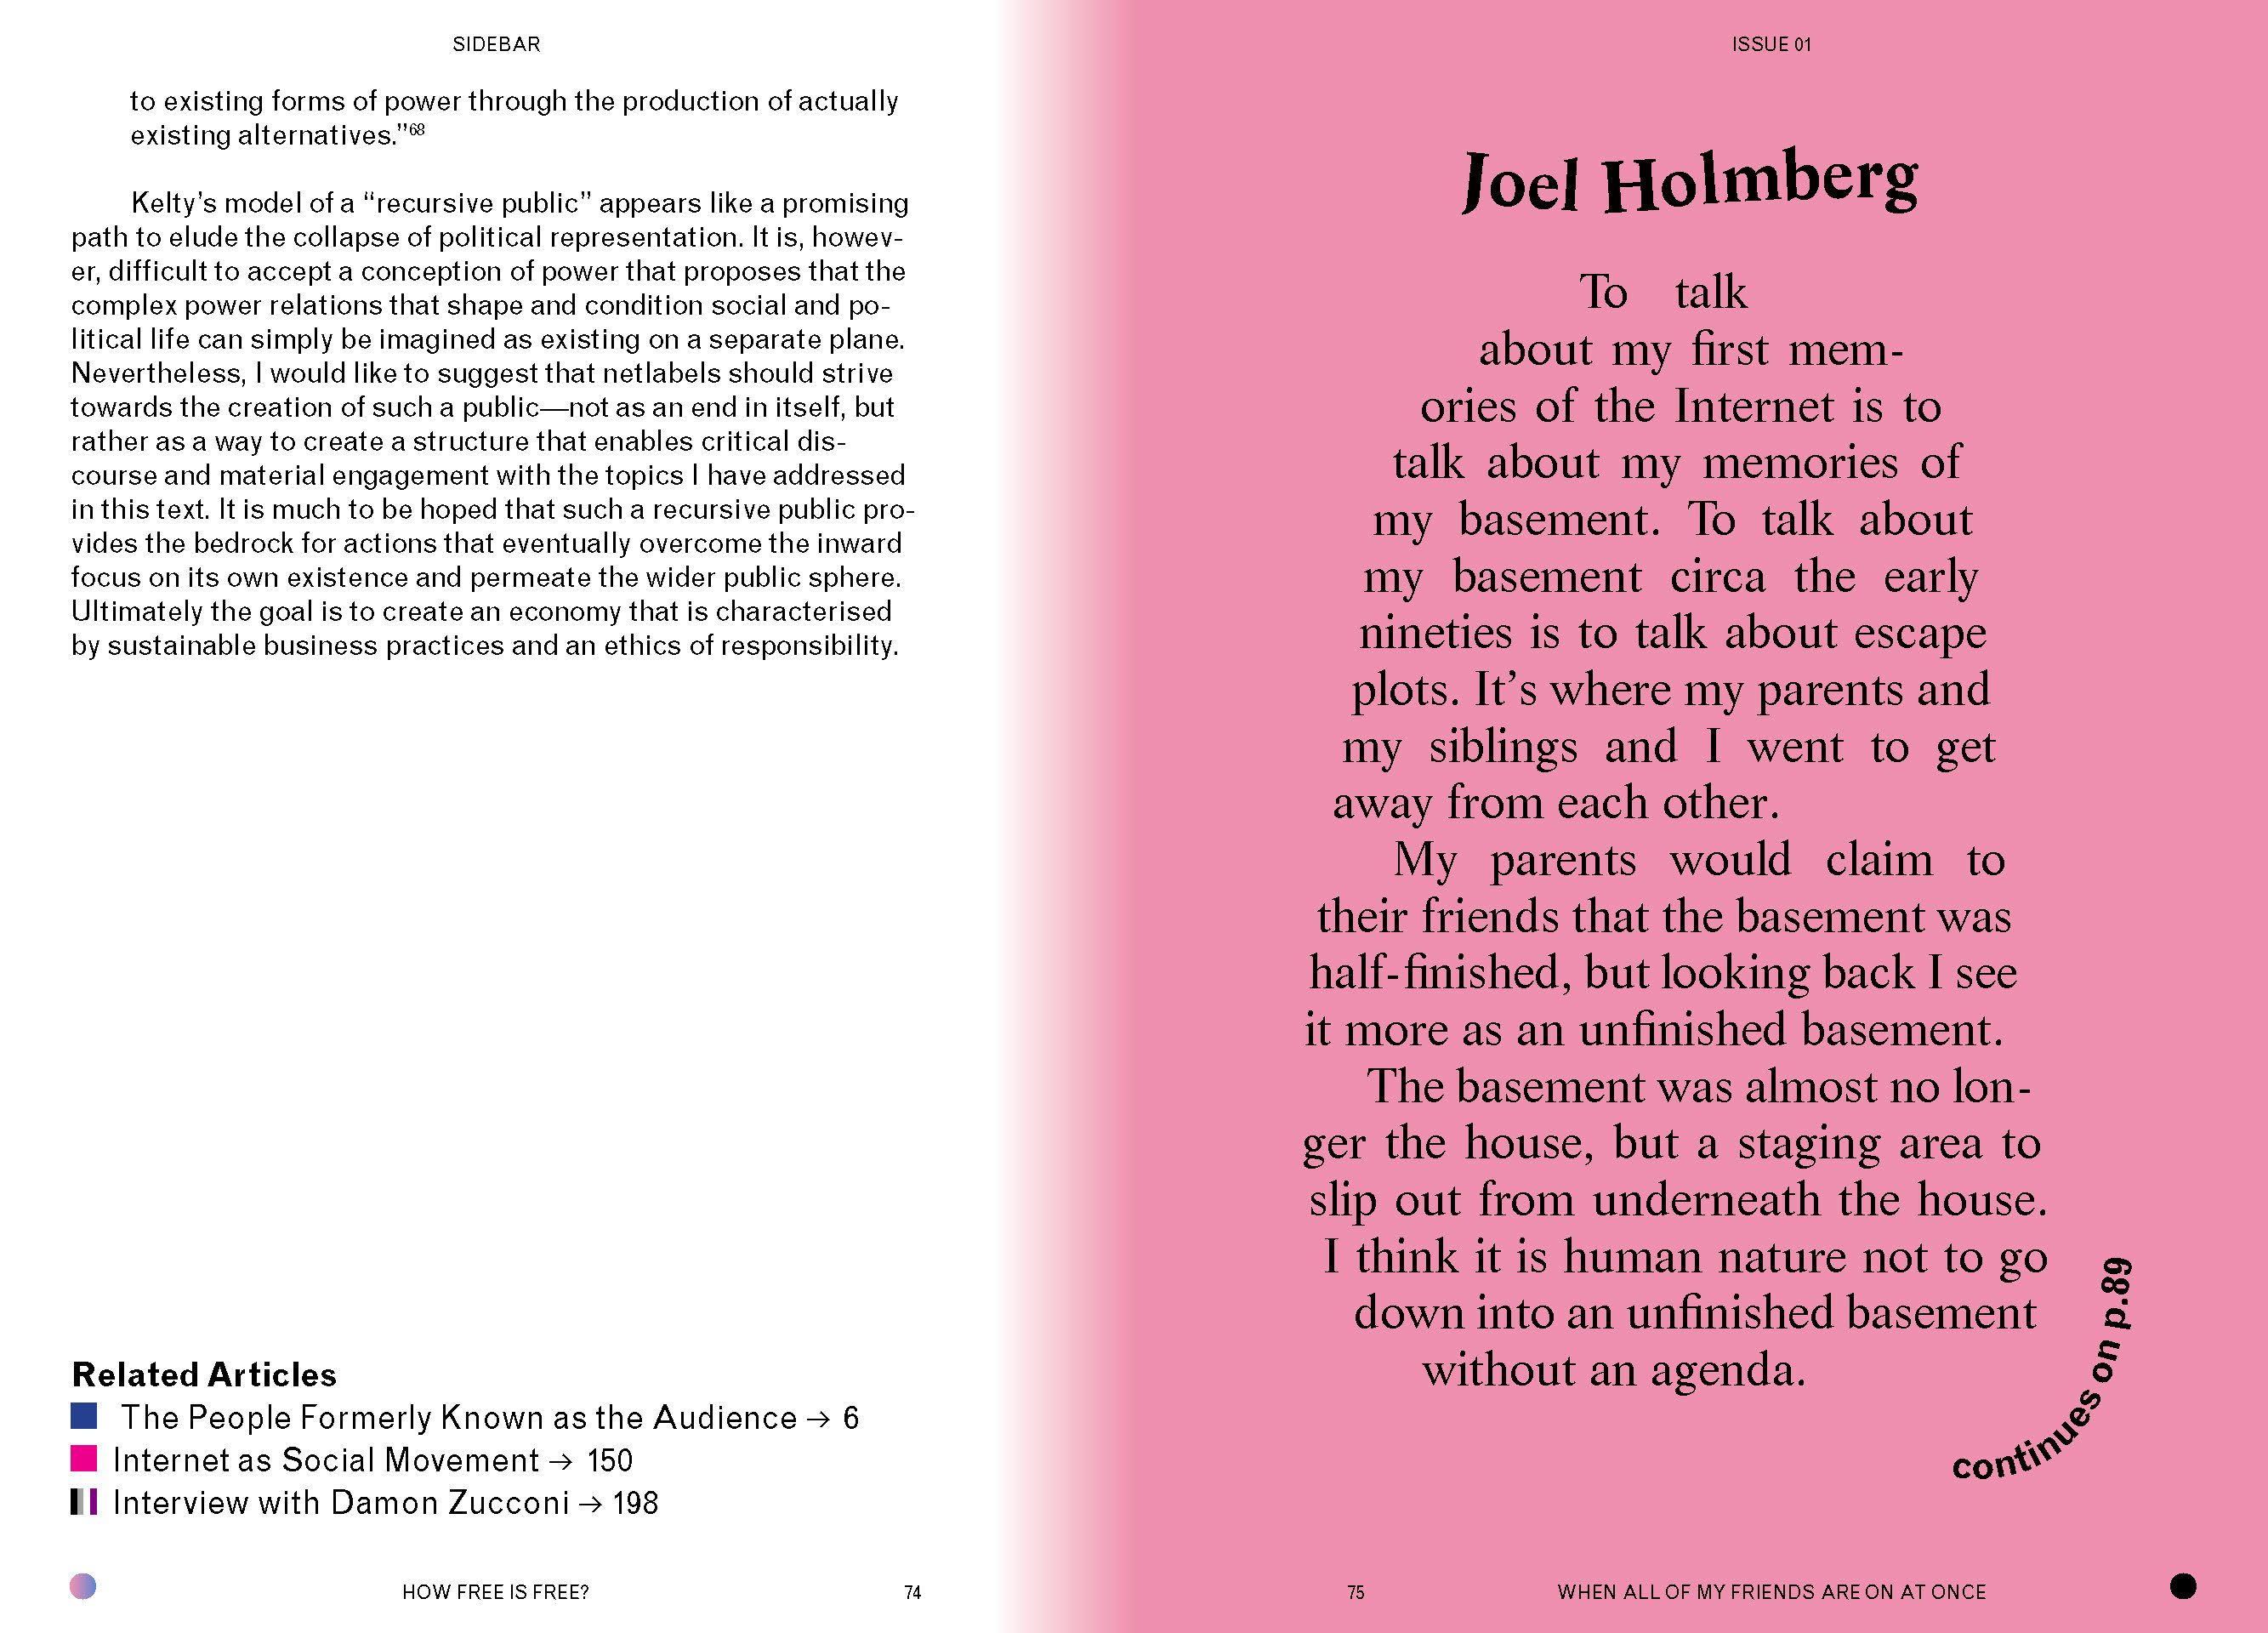 SIDEBAR
to existing forms of power through the production of actually
existing alternatives.”68
Kelty’s model of a “recursive public” appears like a promising
path to elude the collapse of political representation. It is, howev-
er, difficult to accept a conception of power that proposes that the
complex power relations that shape and condition social and po-
litical life can simply be imagined as existing on a separate plane.
Nevertheless, I would like to suggest that netlabels should strive
towards the creation of such a public—not as an end in itself, but
rather as a way to create a structure that enables critical dis-
course and material engagement with the topics I have addressed
in this text. It is much to be hoped that such a recursive public pro-
vides the bedrock for actions that eventually overcome the inward
focus on its own existence and permeate the wider public sphere.
Ultimately the goal is to create an economy that is characterised
by sustainable business practices and an ethics of responsibility.
Related Articles
The People Formerly Known as the Audience → 6
Internet as Social Movement → 150
Interview with Damon Zucconi → 198
HOW FREE IS FREE?
74
ISSUE 01
Joel Holmberg
To talk
about my first mem-
ories of the Internet is to
talk about my memories of
my basement. To talk about
my basement circa the early
nineties is to talk about escape
plots. It’s where my parents and
my siblings and I went to get
away from each other.
My parents would claim to
their friends that the basement was
half-finished, but looking back I see
it more as an unfinished basement.
The basement was almost no lon-
ger the house, but a staging area to
slip out from underneath the house.
I think it is human nature not to go
down into an unfinished basement
without an agenda.
continues on p.89
75
WHEN ALL OF MY FRIENDS ARE ON AT ONCE